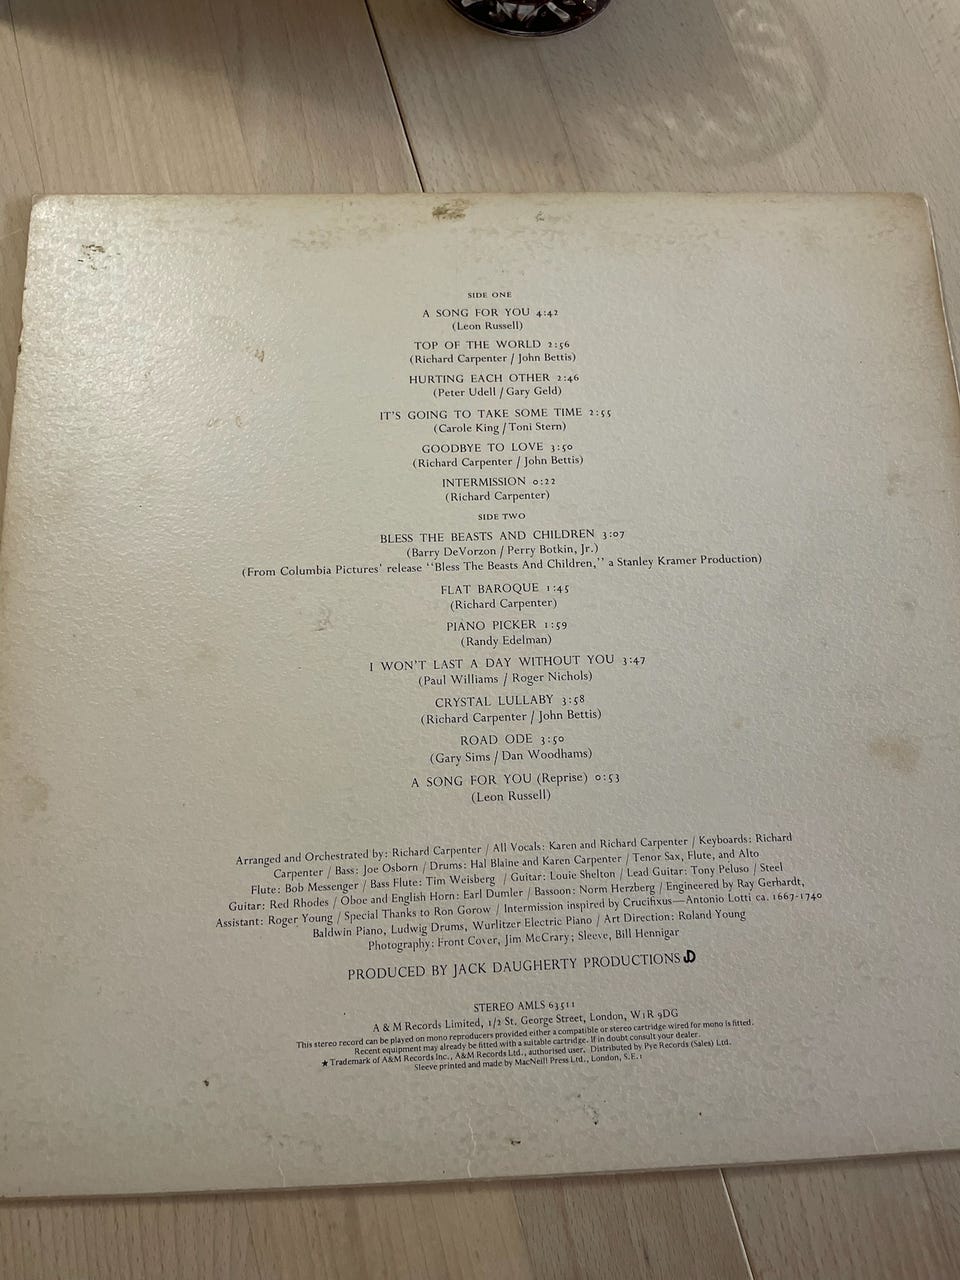 SIDE ONE
A SONG FOR YOU 4:42
(Leon Russell)
TOP OF THE WORLD 2:56
(Richard Carpenter / John Bettis)
HURTING EACH OTHER 2:46
(Peter Udell / Gary Geld)
IT'S GOING TO TAKE SOME TIME 2:55
(Carole King / Toni Stern)
GOODBYE TO LOVE 3:50
(Richard Carpenter / John Bettis)
INTERMISSION 0:22
(Richard Carpenter)
SIDE TWO
BLESS THE BEASTS AND CHILDREN 3:07
(Barry DeVorzon / Perry Botkin, Jr.)
(From Columbia Pictures' release "Bless The Beasts And Children," a Stanley Kramer Production)
FLAT BAROQUE 1:45
(Richard Carpenter)
PIANO PICKER 1:59
(Randy Edelman)
I WON'T LAST A DAY WITHOUT YOU 3:47
(Paul Williams / Roger Nichols)
CRYSTAL LULLABY 3:58
(Richard Carpenter / John Bettis)
ROAD ODE 3:50
(Gary Sims / Dan Woodhams)
A SONG FOR YOU (Reprise) 0:53
(Leon Russell)
Arranged and Orchestrated by: Richard Carpenter / All Vocals: Karen and Richard Carpenter / Keyboards: Richard
Carpenter / Bass: Joe Osborn / Drums: Hal Blaine and Karen Carpenter / Tenor Sax, Flute, and Alto
Flute: Bob Messenger / Bass Flute: Tim Weisberg / Guitar: Louie Shelton / Lead Guitar: Tony Peluso / Steel
Guitar: Red Rhodes / Oboe and English Horn: Earl Dumler / Bassoon: Norm Herzberg / Engineered by Ray Gerhardt,
Assistant: Roger Young / Special Thanks to Ron Gorow / Intermission inspired by Crucifixus—Antonio Lotti ca. 1667-1740
Baldwin Piano, Ludwig Drums, Wurlitzer Electric Piano / Art Direction: Roland Young
Photography: Front Cover, Jim McCrary; Sleeve, Bill Hennigar
PRODUCED BY JACK DAUGHERTY PRODUCTIONS JD
STEREO AMLS 63511
A & M Records Limited, 1/2 St. George Street, London, W1R 9DG
This stereo record can be played on mono reproducers provided either a compatible or stereo cartridge wired for mono is fitted.
Recent equipment may already be fitted with a suitable cartridge. If in doubt consult your dealer.
★Trademark of A&M Records Inc., A&M Records Ltd., authorised user. Distributed by Pye Records (Sales) Ltd.
Sleeve printed and made by MacNeill Press Ltd., London, S.E.1